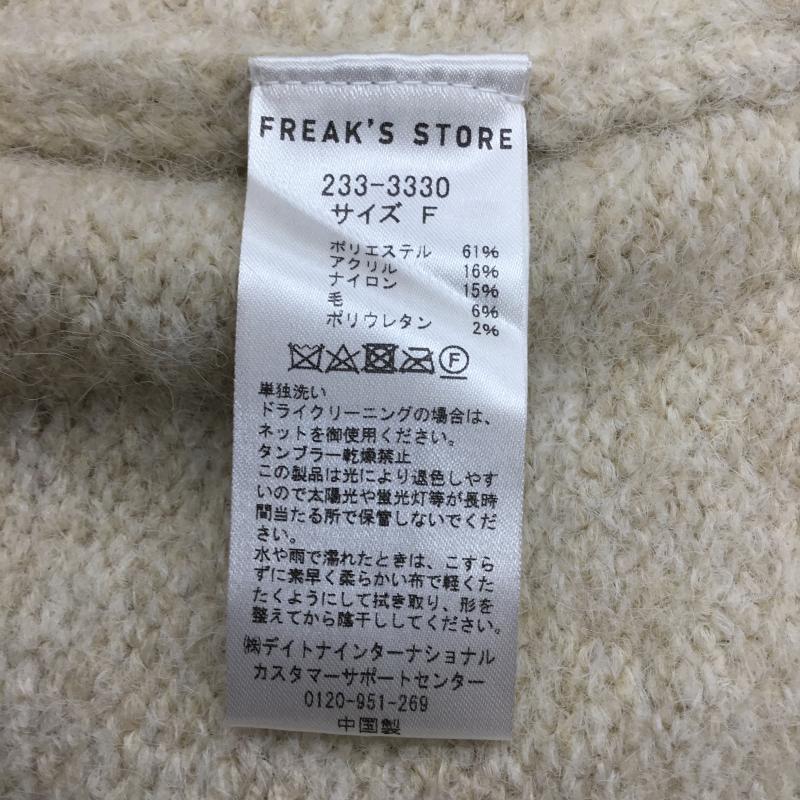 FREAK'S STORE
233-3330
サイズ F
ポリエステル 61%
アクリル 16%
ナイロン 15%
毛 6%
ポリウレタン 2%
F
単独洗い
ドライクリーニングの場合は、
ネットを御使用ください。
タンブラー乾燥禁止
この製品は光により退色しやす
いので太陽光や蛍光灯等が長時
間当たる所で保管しないでくだ
さい。
水や雨で濡れたときは、こすら
ずに素早く柔らかい布で軽くた
たくようにして拭き取り、形を
整えてから陰干ししてください。
㈱デイトナインターナショナル
カスタマーサポートセンター
0120-951-269
中国製